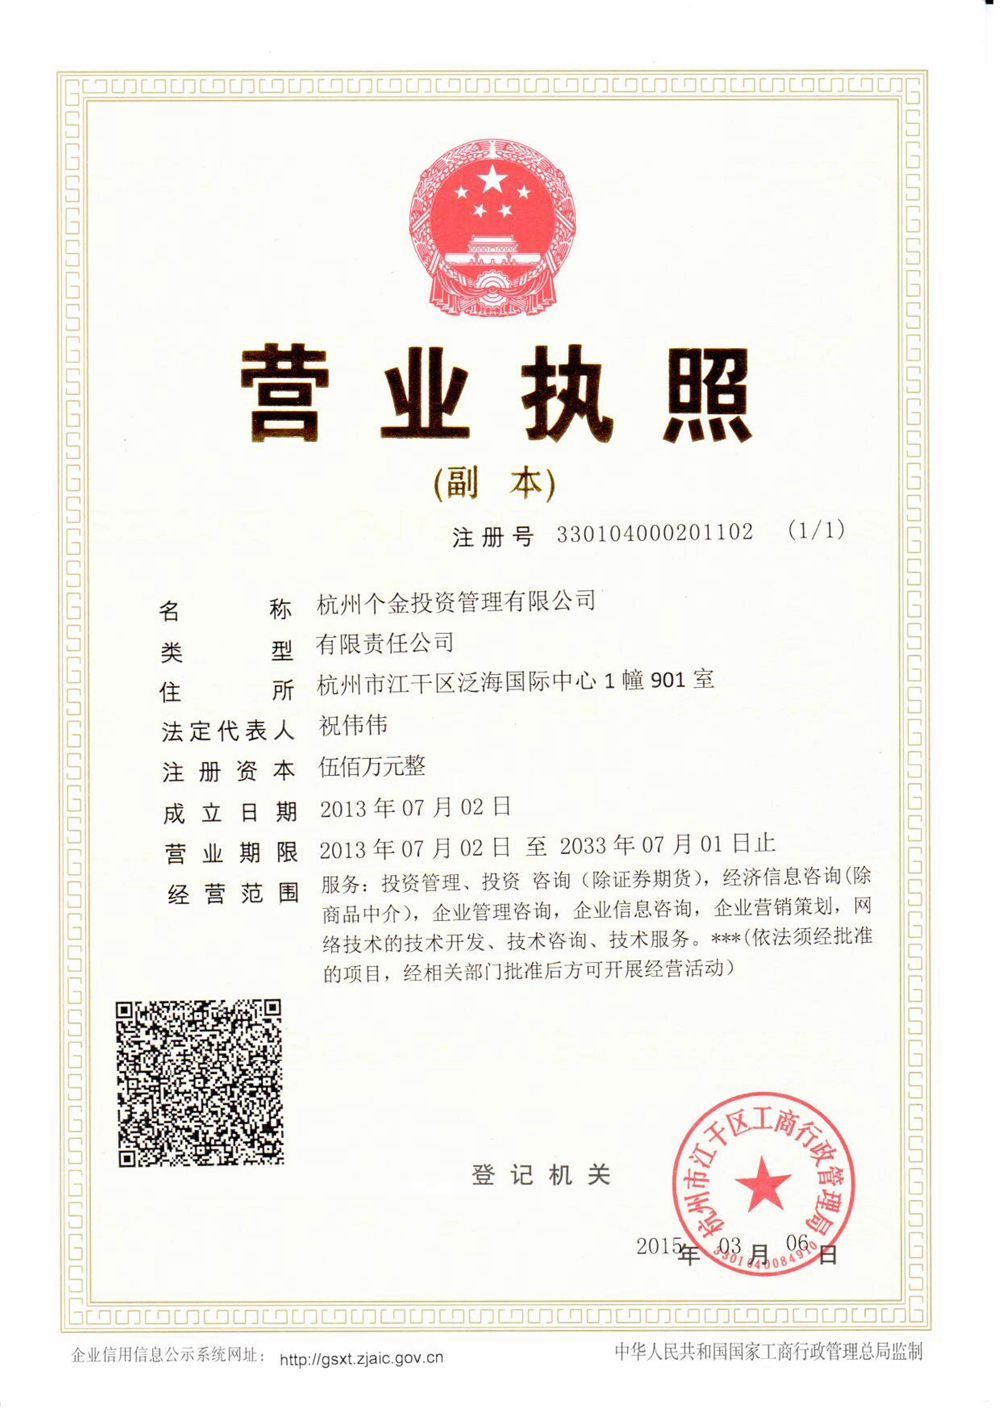 营业执照
(副 本)
注册号 330104000201102 (1/1)
名 称 杭州个金投资管理有限公司
类 型 有限责任公司
住 所 杭州市江干区泛海国际中心1幢901室
法定代表人 祝伟伟
注册资本 伍佰万元整
成立日期 2013年07月02日
营业期限 2013年07月02日 至 2033年07月01日止
经营范围 服务：投资管理、投资 咨询（除证券期货），经济信息咨询(除
商品中介)，企业管理咨询，企业信息咨询，企业营销策划，网
络技术的技术开发、技术咨询、技术服务。***(依法须经批准
的项目，经相关部门批准后方可开展经营活动）
登记机关
杭州市江干区工商行政管理局
2015年 03月 06日
企业信用信息公示系统网址： http://gsxt.zjaic.gov.cn
中华人民共和国国家工商行政管理总局监制